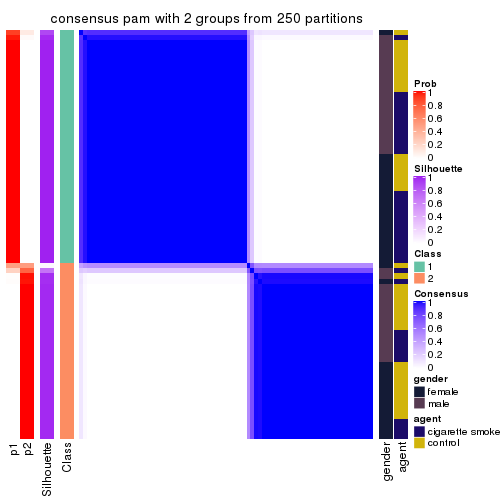 consensus pam with 2 groups from 250 partitions
Prob
1
0.8
0.6
0.4
0.2
0
Silhouette
1
0.8
0.6
0.4
0.2
0
Class
1
2
Consensus
1
0.8
0.6
0.4
0.2
0
gender
female
male
agent
cigarette smoke
control
p1
p2
Silhouette
Class
gender
agent